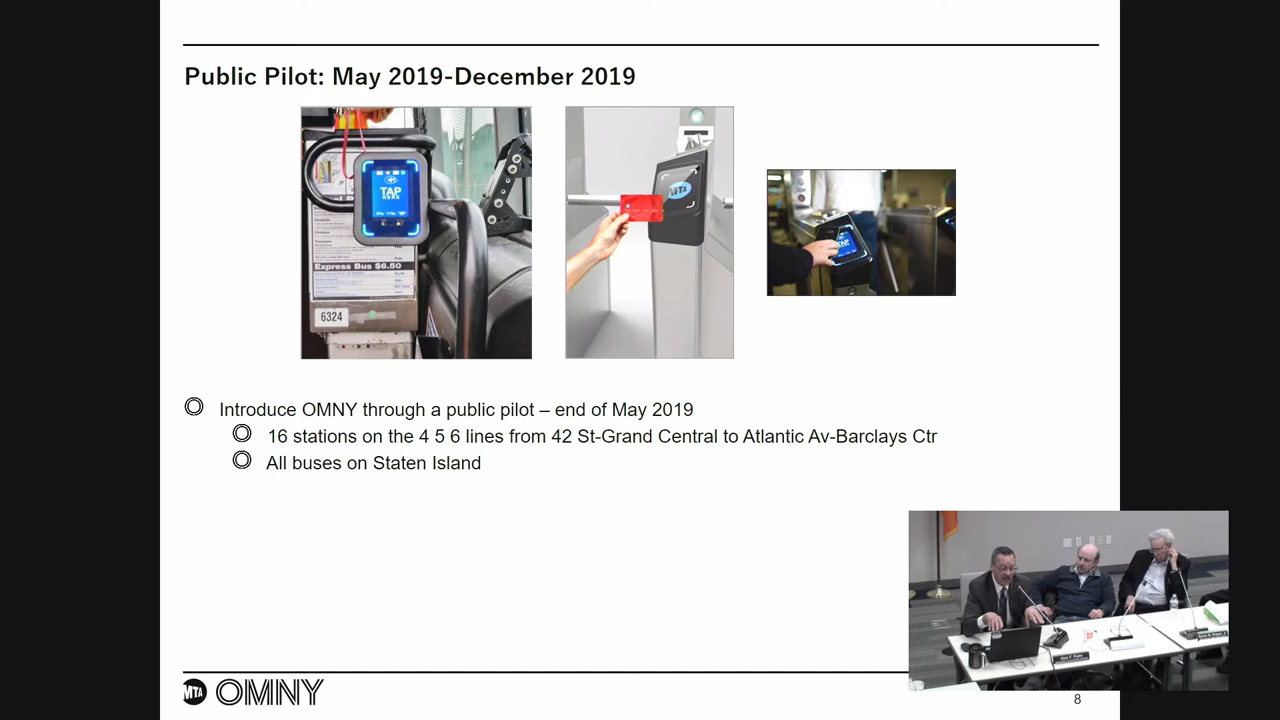 Public Pilot: May 2019-December 2019
TAP
HERE
Express Bus $6.50
6324
MTA
TAP
Introduce OMNY through a public pilot – end of May 2019
16 stations on the 4 5 6 lines from 42 St-Grand Central to Atlantic Av-Barclays Ctr
All buses on Staten Island
MTA OMNY
8